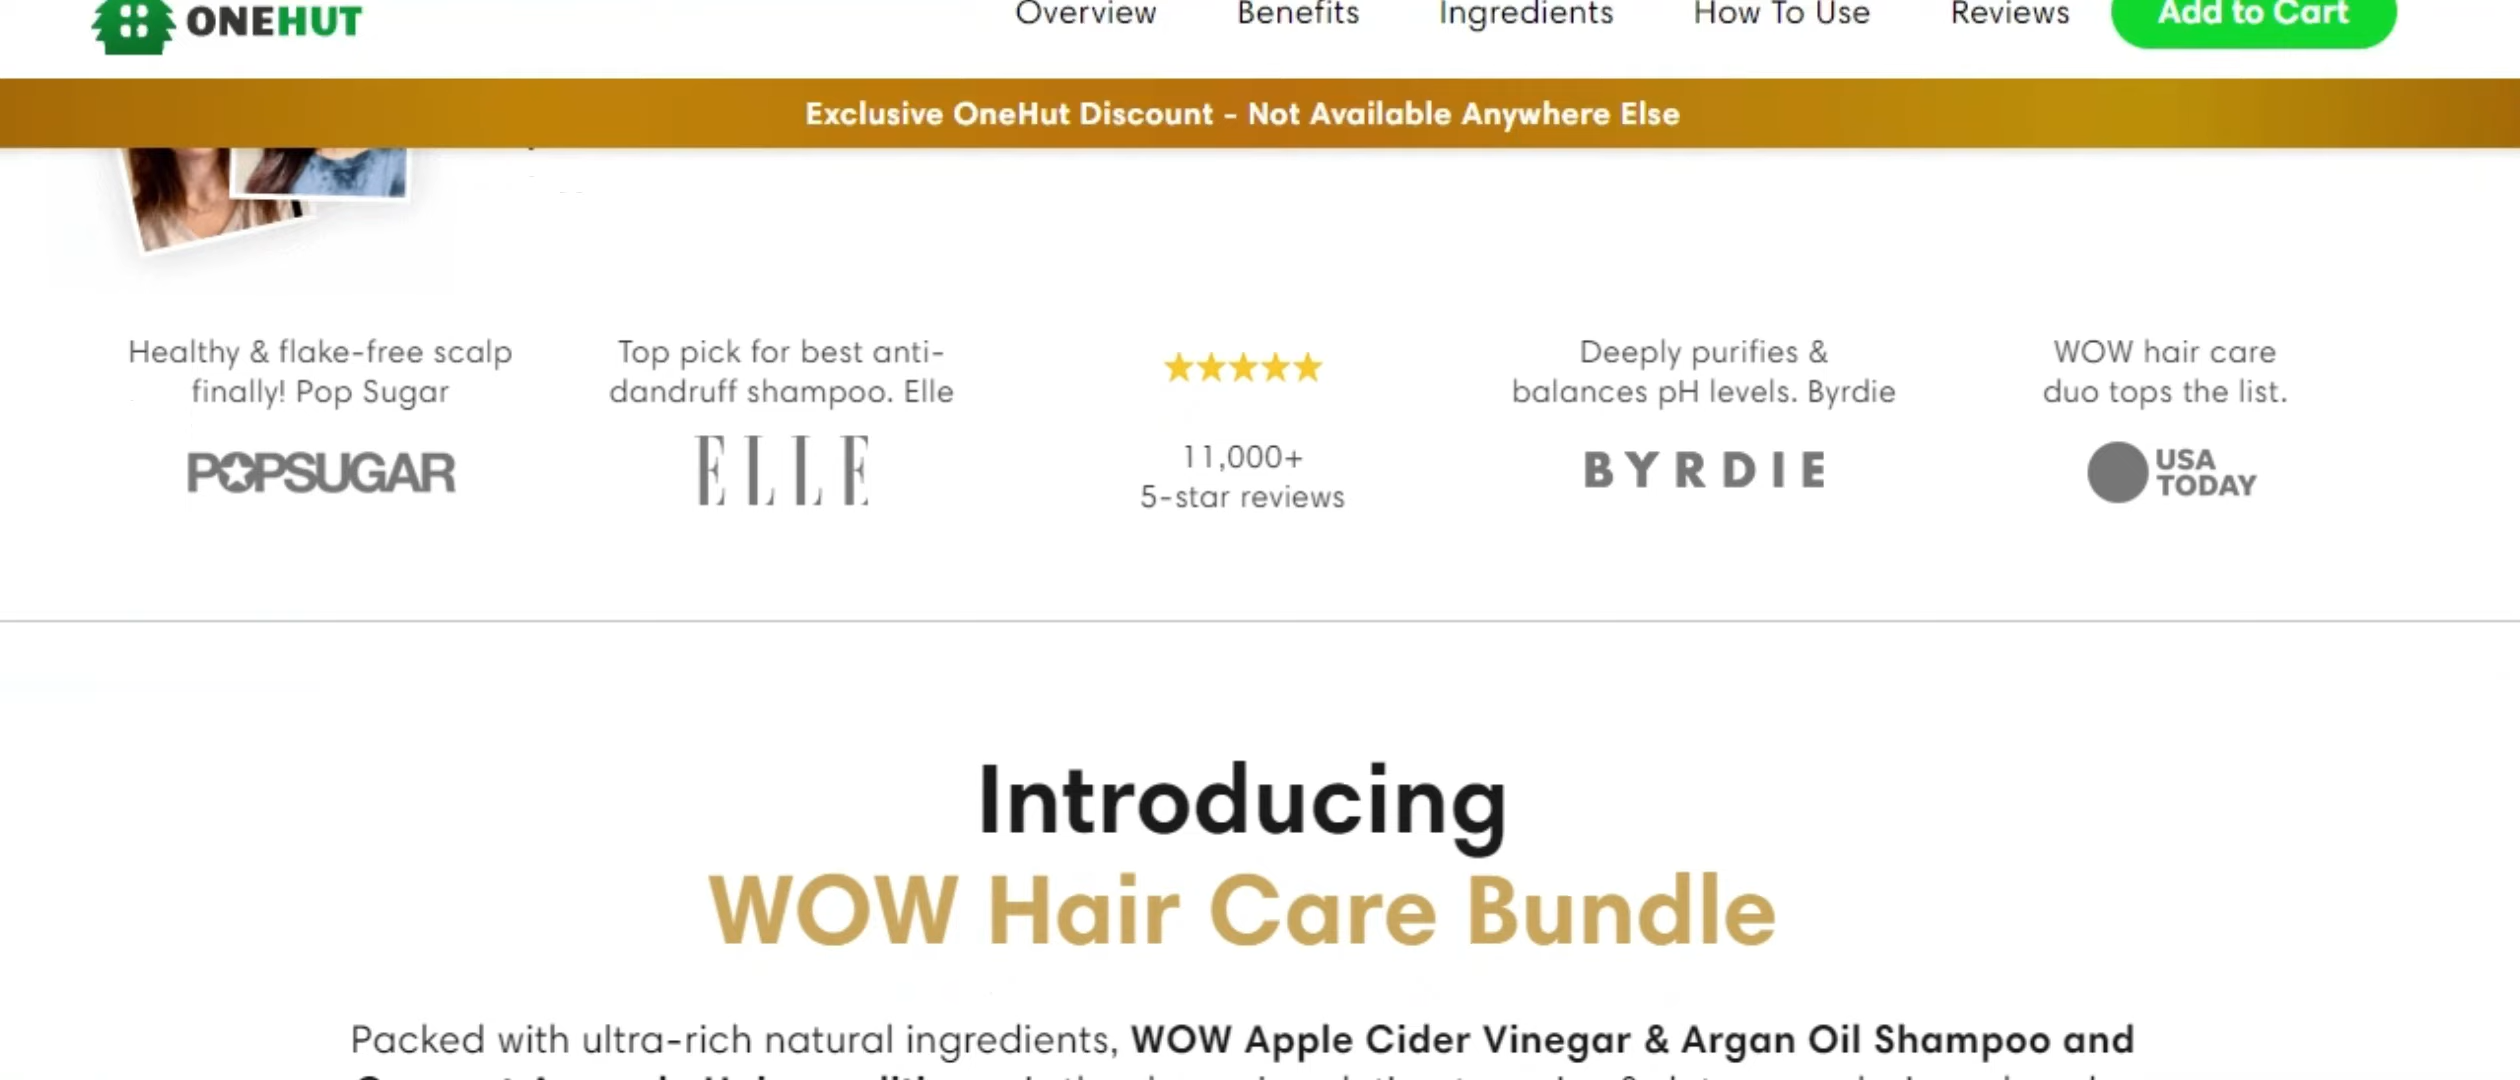 ONEHUT
Overview Benefits Ingredients How To Use Reviews Add to Cart
Exclusive OneHut Discount - Not Available Anywhere Else
Healthy & flake-free scalp
finally! Pop Sugar
POPSUGAR
Top pick for best anti-
dandruff shampoo. Elle
ELLE
11,000+
5-star reviews
Deeply purifies &
balances pH levels. Byrdie
BYRDIE
WOW hair care
duo tops the list.
USA
TODAY
Introducing
WOW Hair Care Bundle
Packed with ultra-rich natural ingredients, WOW Apple Cider Vinegar & Argan Oil Shampoo and